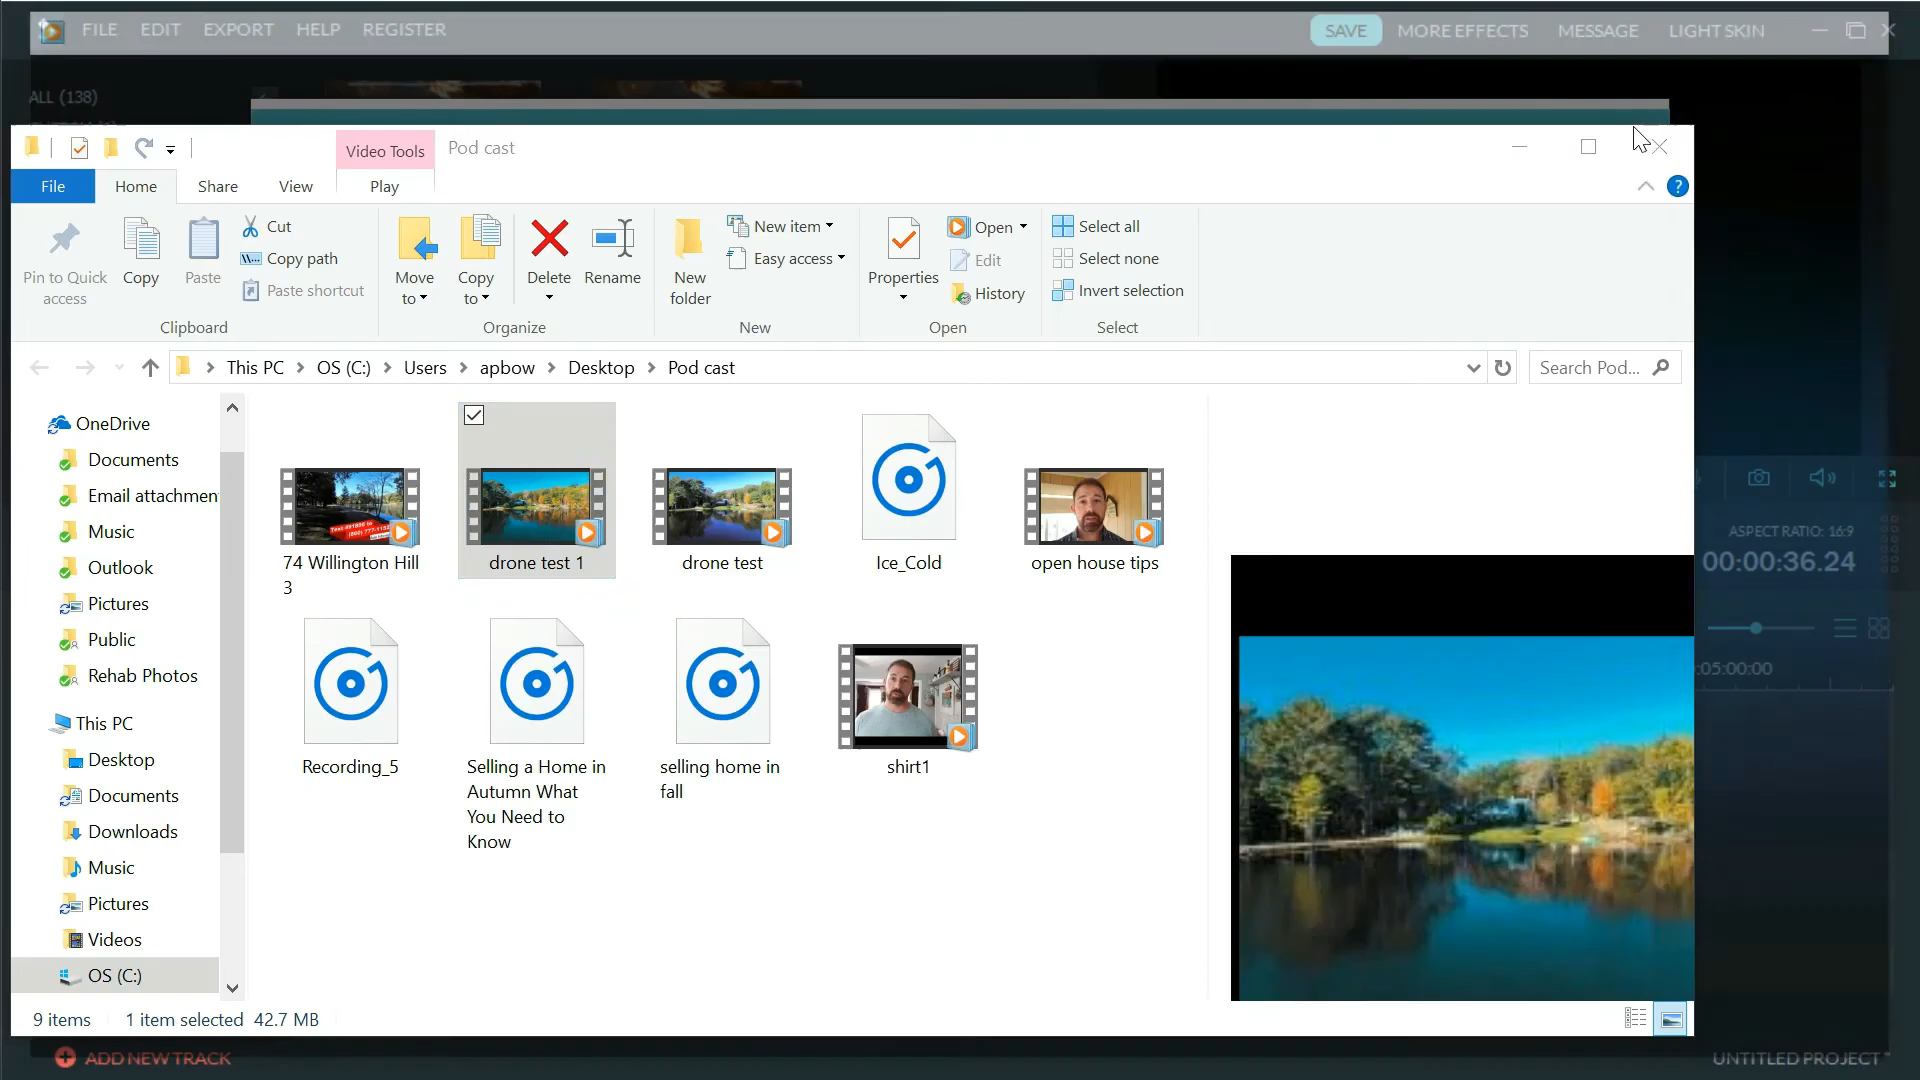 FILE EDIT EXPORT HELP REGISTER SAVE MORE EFFECTS MESSAGE LIGHT SKIN
ALL (138)
Video Tools Pod cast
File Home Share View Play
Pin to Quick access
Copy
Paste
Cut
Copy path
Paste shortcut
Clipboard
Move to
Copy to
Delete
Rename
Organize
New folder
New item
Easy access
New
Properties
Open
Edit
History
Open
Select all
Select none
Invert selection
Select
This PC > OS (C:) > Users > apbow > Desktop > Pod cast
Search Pod...
OneDrive
Documents
Email attachmen
Music
Outlook
Pictures
Public
Rehab Photos
This PC
Desktop
Documents
Downloads
Music
Pictures
Videos
OS (C:)
74 Willington Hill
3
drone test 1
drone test
Ice_Cold
open house tips
Recording_5
Selling a Home in
Autumn What
You Need to
Know
selling home in
fall
shirt1
ASPECT RATIO: 16:9
00:00:36.24
:05:00:00
9 items 1 item selected 42.7 MB
ADD NEW TRACK
UNTITLED PROJECT*